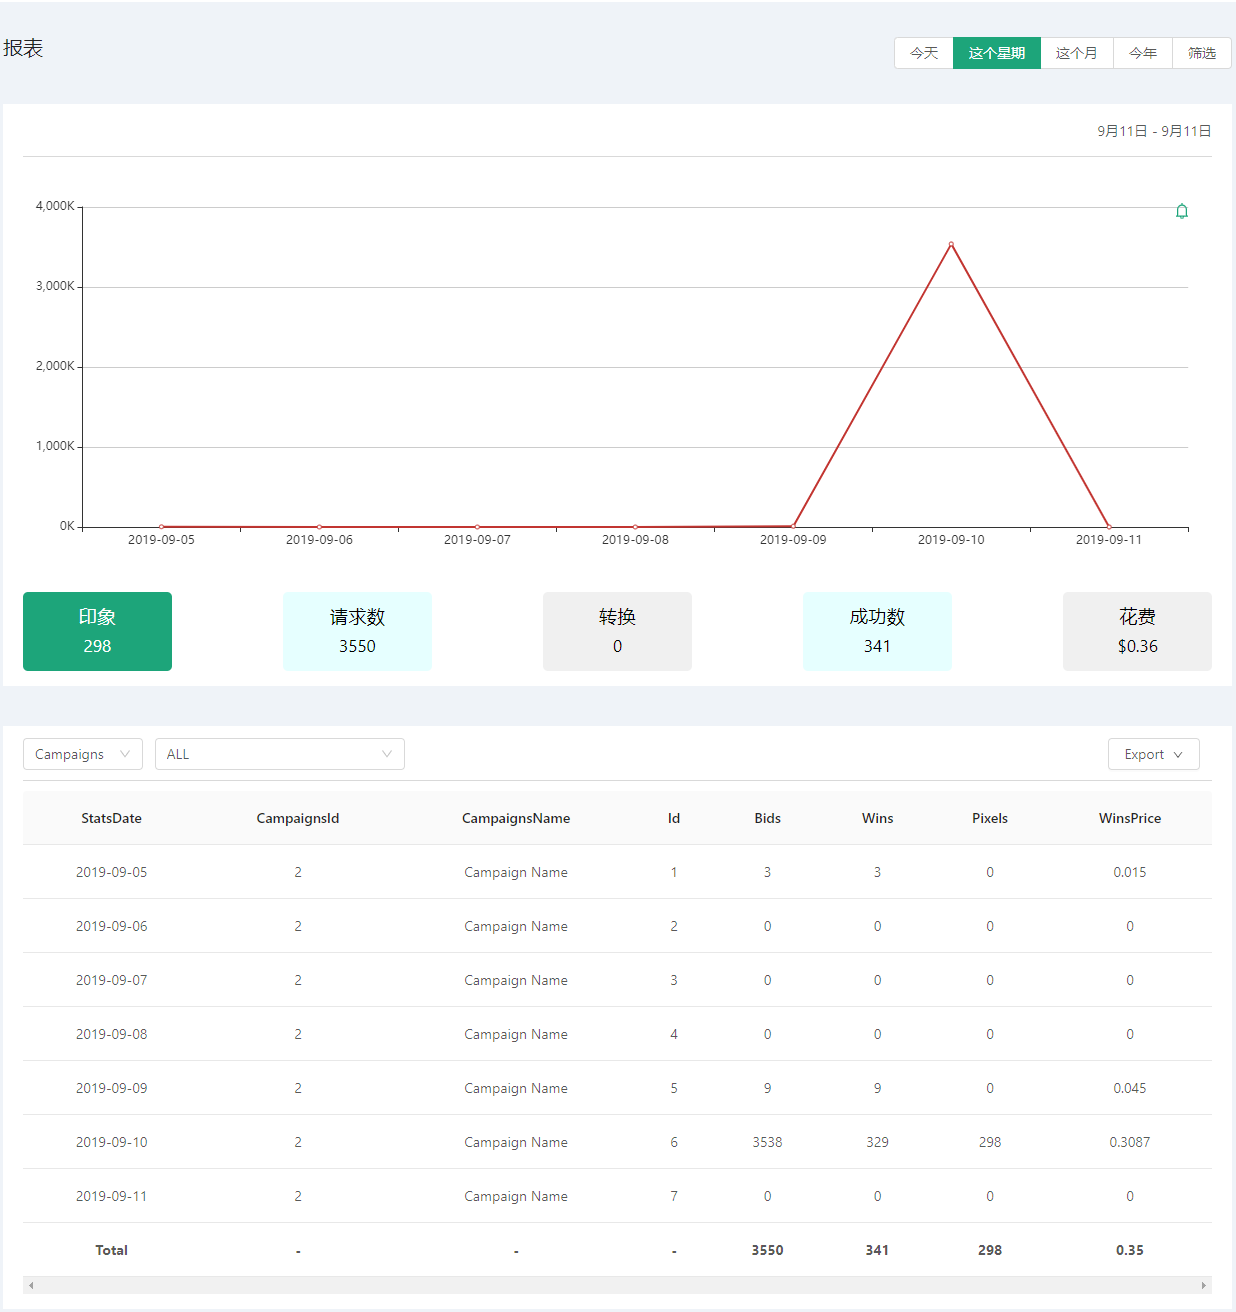 报表
今天 这个星期 这个月 今年 筛选
9月11日 - 9月11日
4,000K
3,000K
2,000K
1,000K
0K
2019-09-05 2019-09-06 2019-09-07 2019-09-08 2019-09-09 2019-09-10 2019-09-11
印象 请求数 转换 成功数 花费
298 3550 0 341 $0.36
Campaigns ALL Export
StatsDate CampaignsId CampaignsName Id Bids Wins Pixels WinsPrice
2019-09-05 2 Campaign Name 1 3 3 0 0.015
2019-09-06 2 Campaign Name 2 0 0 0 0
2019-09-07 2 Campaign Name 3 0 0 0 0
2019-09-08 2 Campaign Name 4 0 0 0 0
2019-09-09 2 Campaign Name 5 9 9 0 0.045
2019-09-10 2 Campaign Name 6 3538 329 298 0.3087
2019-09-11 2 Campaign Name 7 0 0 0 0
Total - - - 3550 341 298 0.35